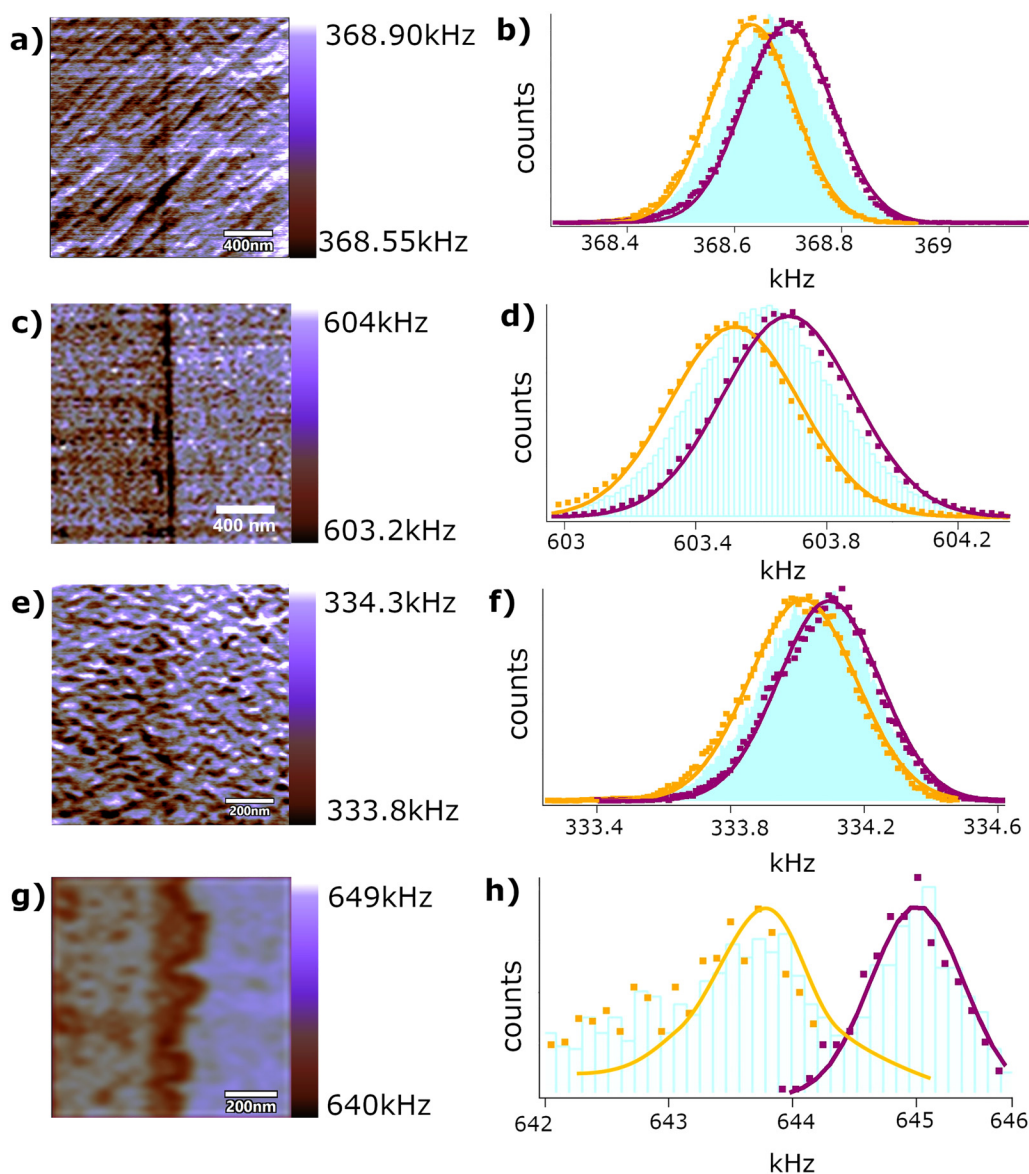 a)
368.90kHz
368.55kHz
400nm
b)
counts
368.4 368.6 368.8 369
kHz
c)
604kHz
603.2kHz
400 nm
d)
counts
603 603.4 603.8 604.2
kHz
e)
334.3kHz
333.8kHz
200nm
f)
counts
333.4 333.8 334.2 334.6
kHz
g)
649kHz
640kHz
200nm
h)
counts
642 643 644 645 646
kHz